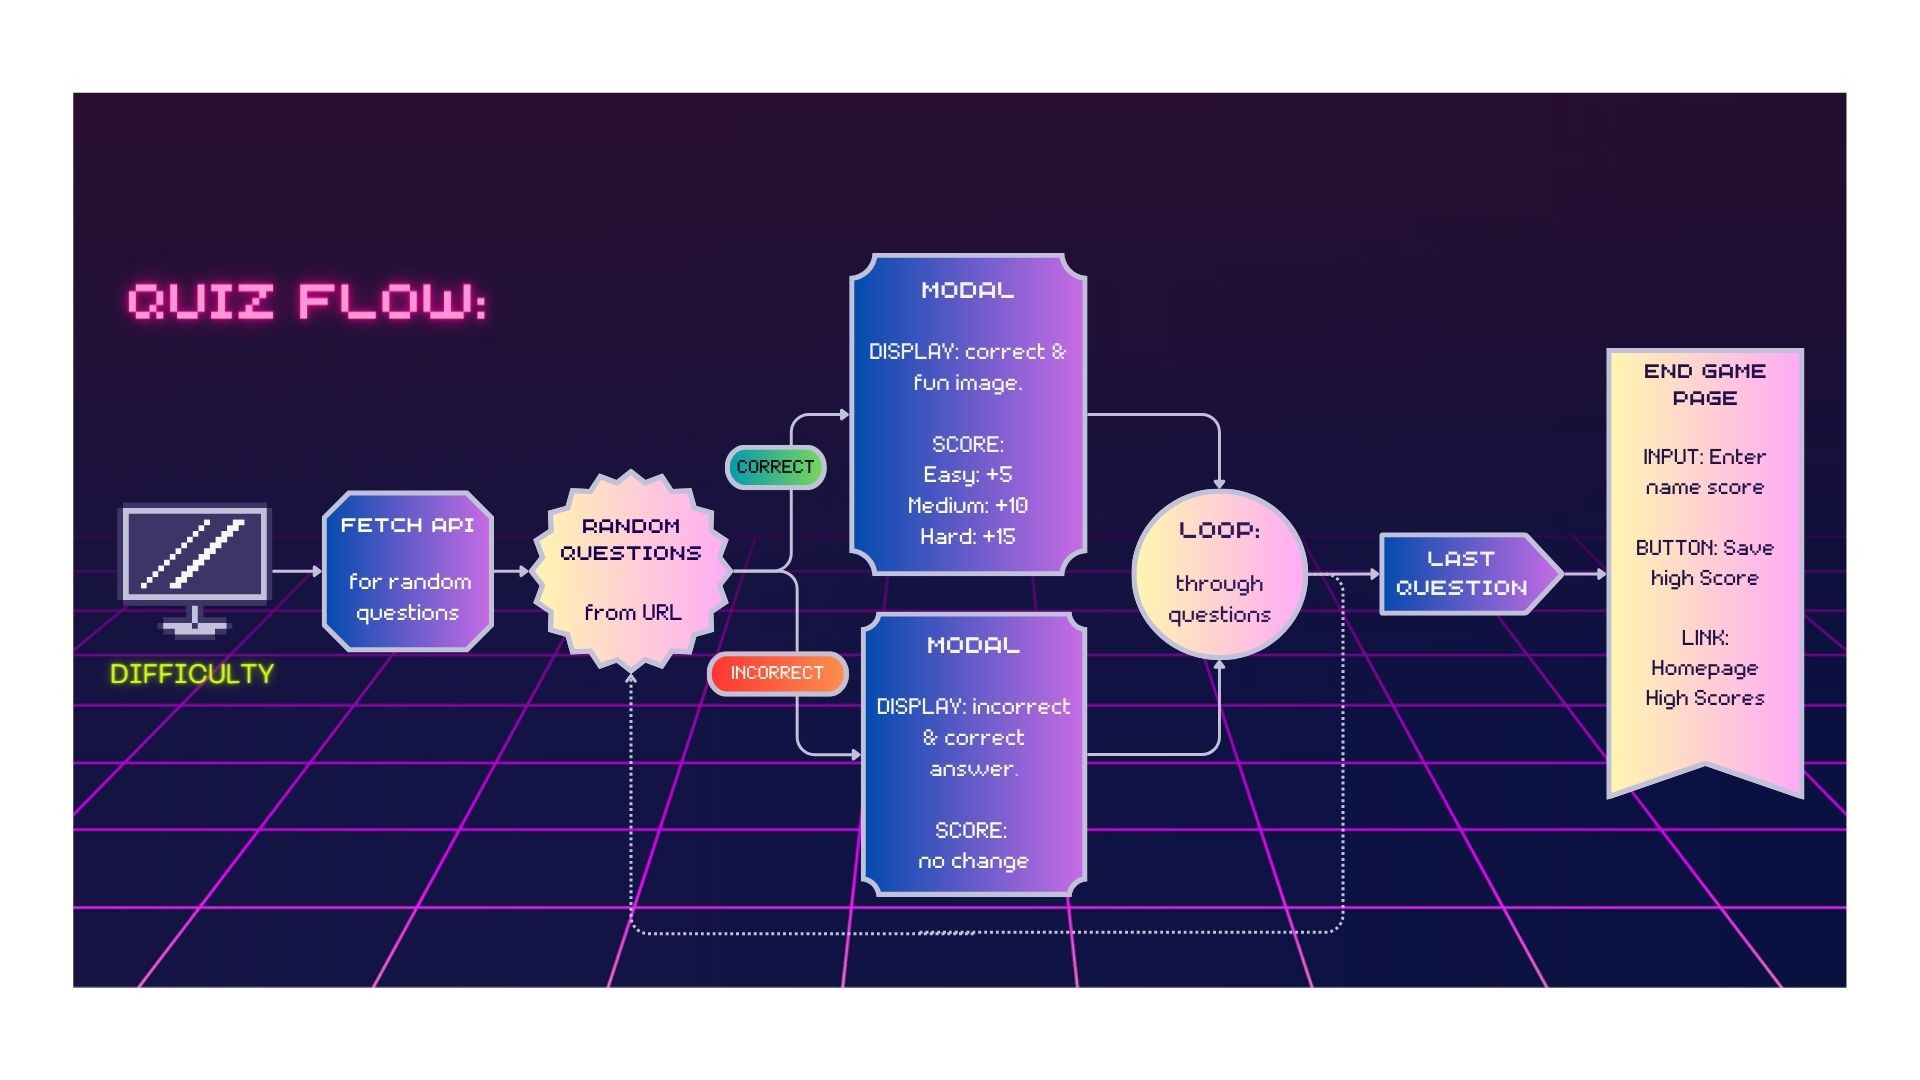 QUIZ FLOW:
DIFFICULTY
FETCH API
for random
questions
RANDOM
QUESTIONS
from URL
CORRECT
INCORRECT
MODAL
DISPLAY: correct &
fun image.
SCORE:
Easy: +5
Medium: +10
Hard: +15
MODAL
DISPLAY: incorrect
& correct
answer.
SCORE:
no change
LOOP:
through
questions
LAST
QUESTION
END GAME
PAGE
INPUT: Enter
name score
BUTTON: Save
high Score
LINK:
Homepage
High Scores